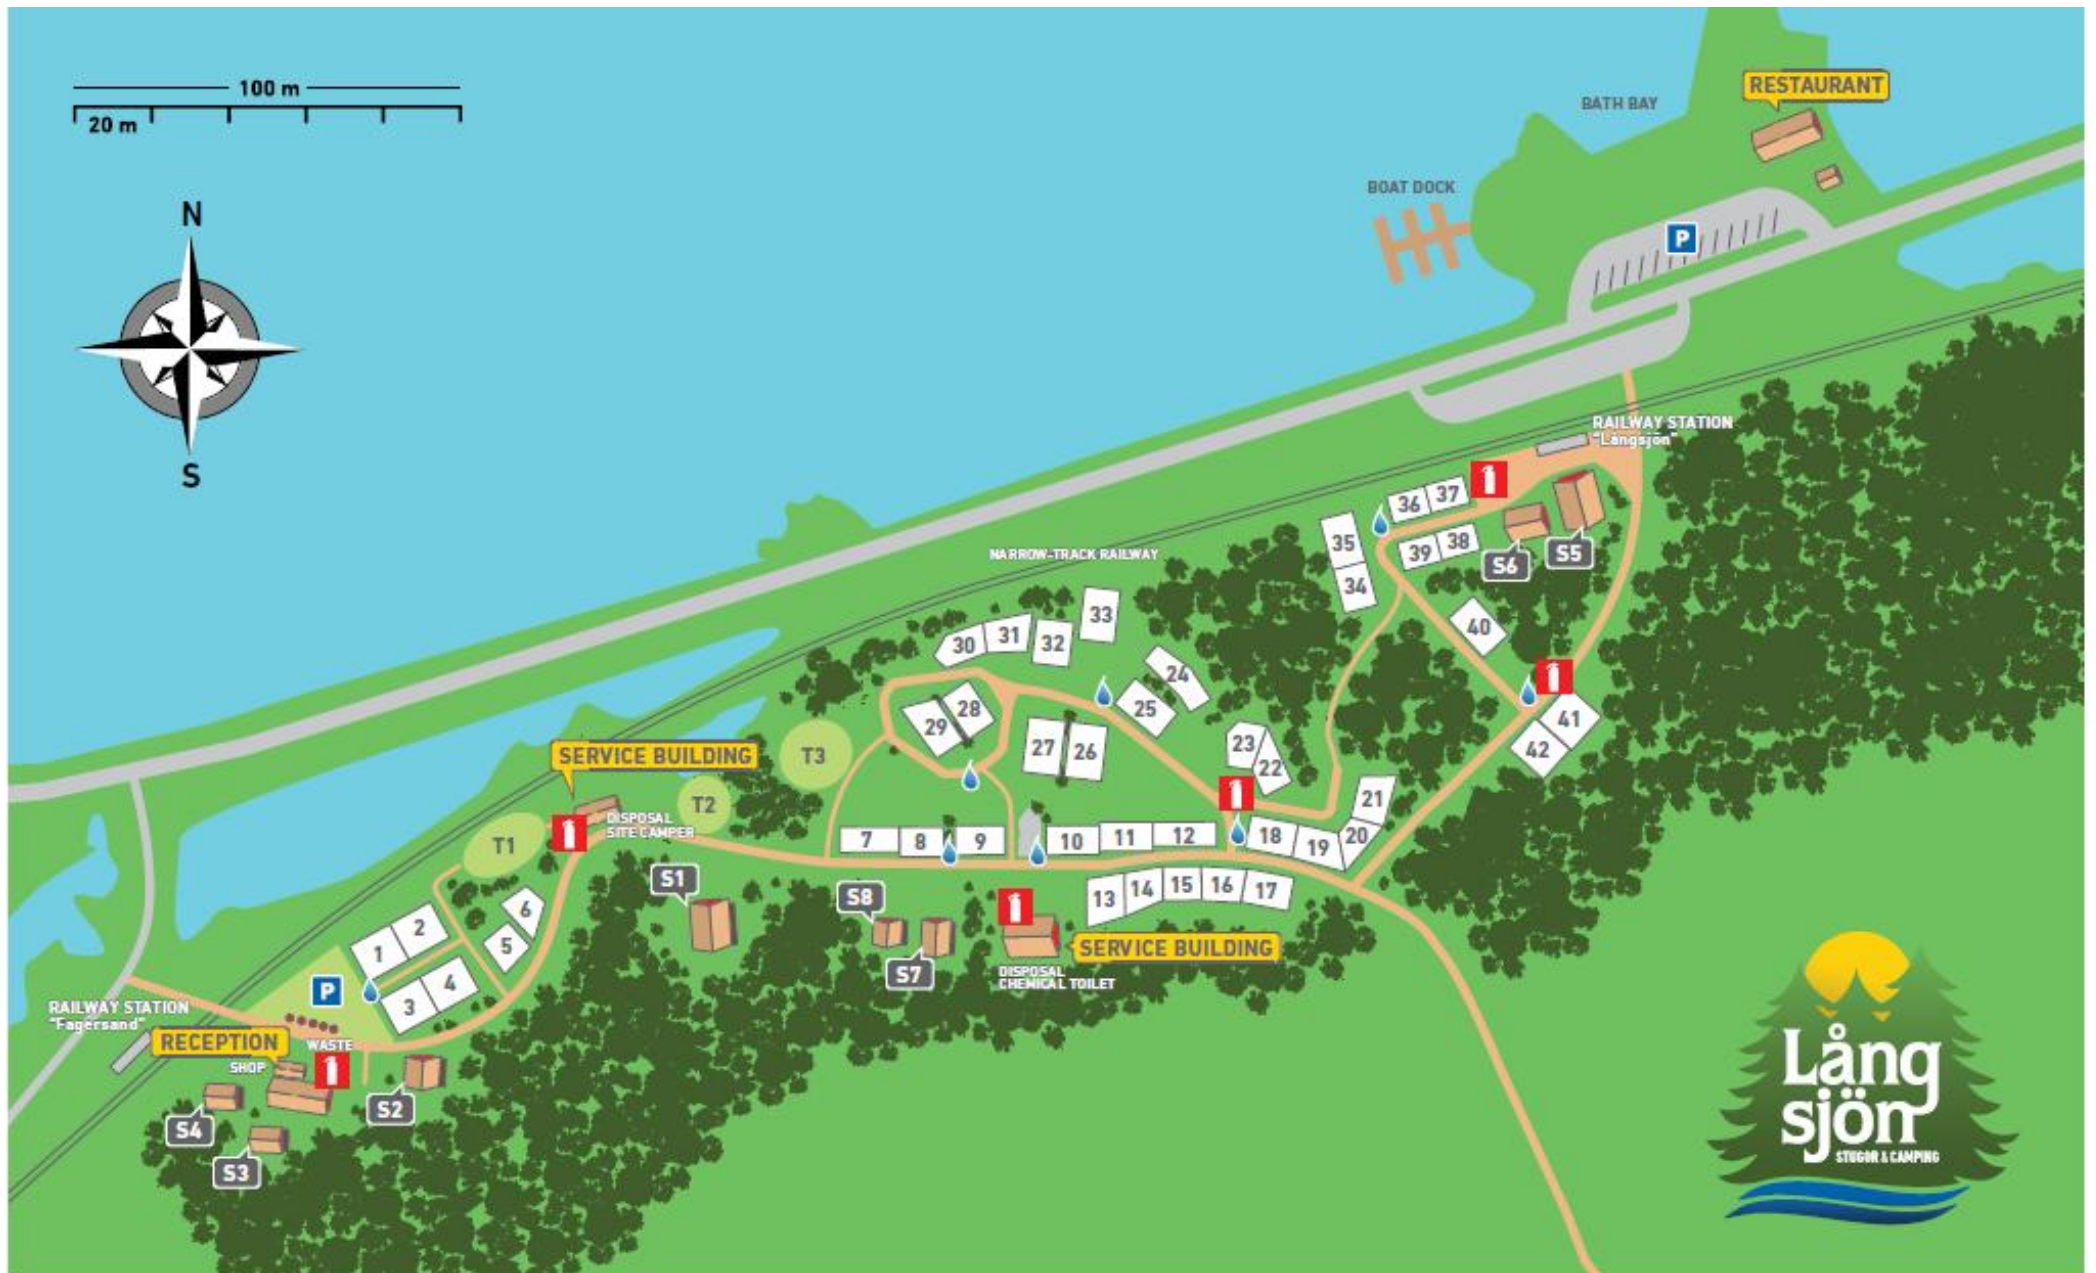 100 m
20 m
N
S
BATH BAY
RESTAURANT
BOAT DOCK
P
RAILWAY STATION
"Långsjön"
36
37
35
39
38
S6
S5
34
NARROW-TRACK RAILWAY
33
30
31
32
40
24
28
25
29
41
27
26
23
42
22
SERVICE BUILDING
T3
T2
21
DISPOSAL
SITE CAMPER
T1
7
8
9
10
11
12
18
19
20
S1
13
14
15
16
17
S8
6
2
1
5
SERVICE BUILDING
S7
DISPOSAL
CHEMICAL TOILET
4
3
P
RAILWAY STATION
"Fagersand"
RECEPTION
WASTE
SHOP
S2
S4
S3
Lång
sjön
STUGOR & CAMPING